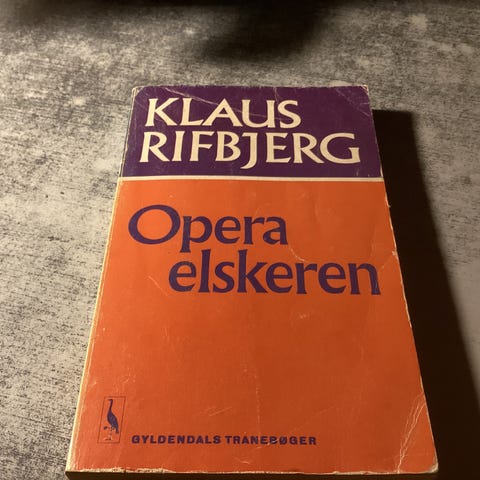 KLAUS
RIFBJERG
Opera
elskeren
GYLDENDALS TRANEBØGER